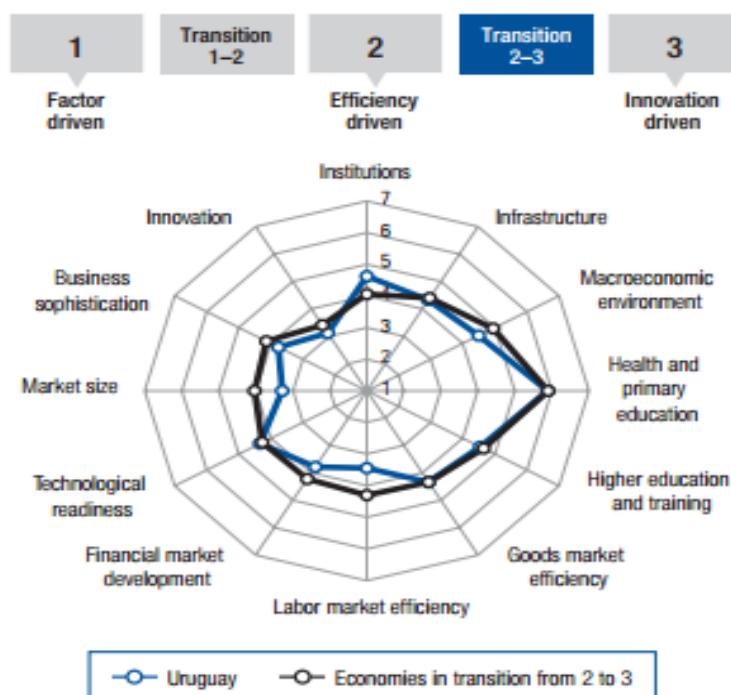 1
Transition
1–2
2
Transition
2–3
3
Factor
driven
Efficiency
driven
Innovation
driven
Institutions
7
Innovation
Infrastructure
6
5
Business
sophistication
Macroeconomic
environment
4
3
2
Market size
1
Health and
primary
education
Technological
readiness
Higher education
and training
Financial market
development
Goods market
efficiency
Labor market efficiency
Uruguay
Economies in transition from 2 to 3